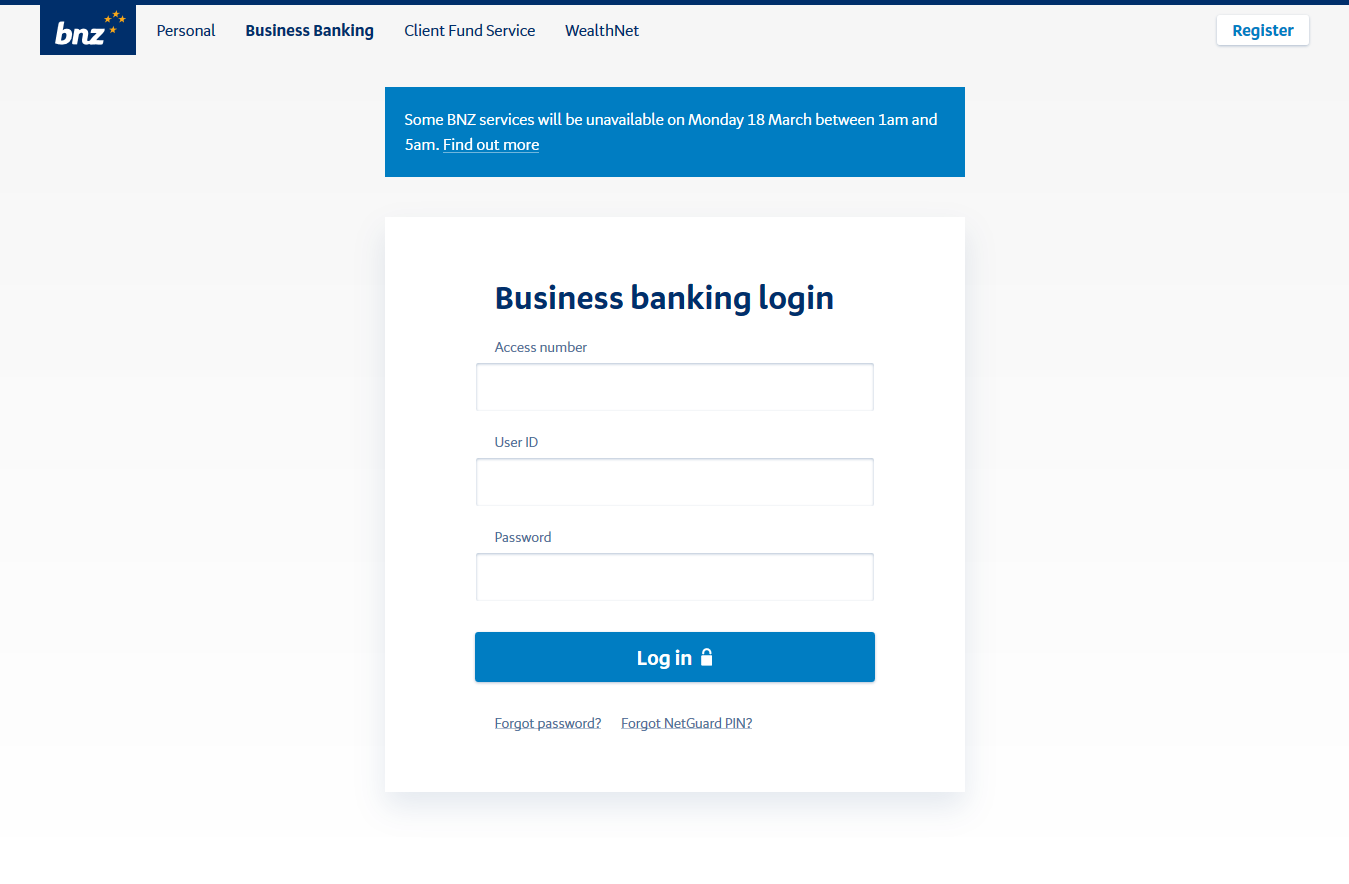 bnz
Personal
Business Banking
Client Fund Service
WealthNet
Register
Some BNZ services will be unavailable on Monday 18 March between 1am and
5am. Find out more
Business banking login
Access number
User ID
Password
Log in
Forgot password?
Forgot NetGuard PIN?